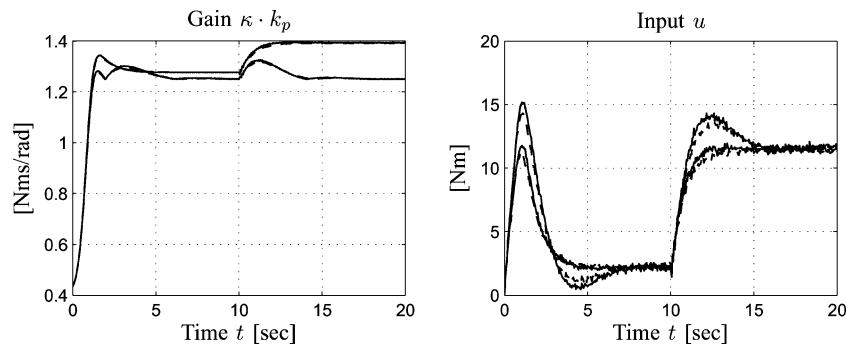 Gain κ · kₚ
1.4
1.2
1
0.8
0.6
0.4
[Nms/rad]
0 5 10 15 20
Time t [sec]
Input u
20
15
10
5
0
[Nm]
0 5 10 15 20
Time t [sec]